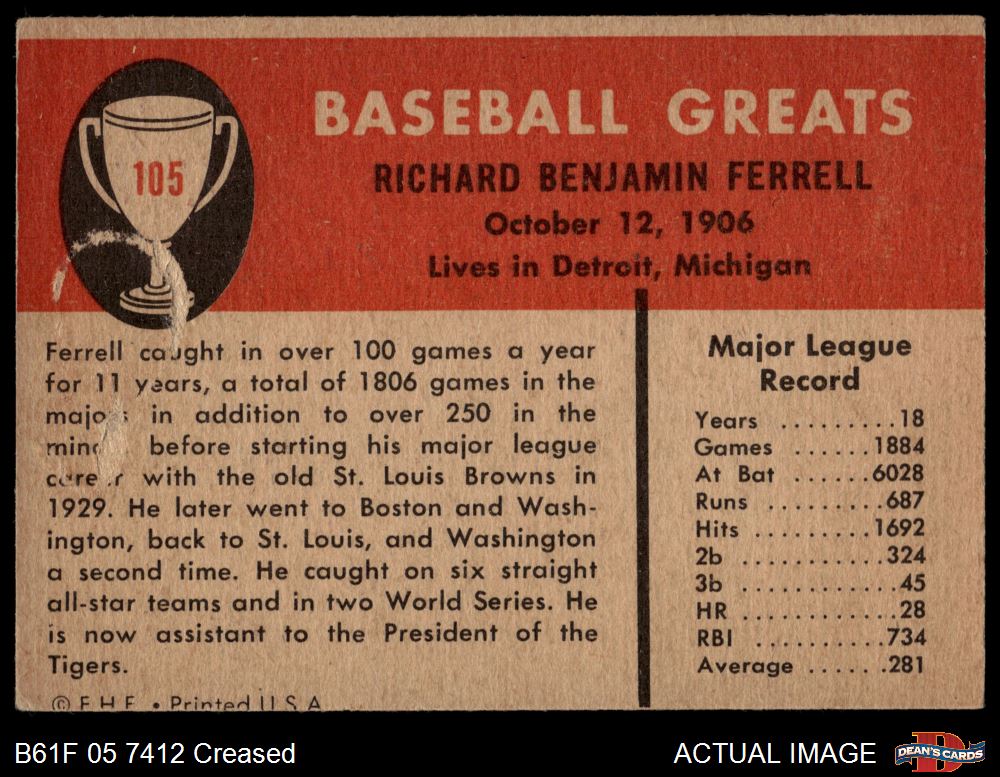 105
BASEBALL GREATS
RICHARD BENJAMIN FERRELL
October 12, 1906
Lives in Detroit, Michigan
Ferrell caught in over 100 games a year
for 11 years, a total of 1806 games in the
in addition to over 250 in the
before starting his major league
career with the old St. Louis Browns in
1929. He later went to Boston and Wash-
ington, back to St. Louis, and Washington
a second time. He caught on six straight
all-star teams and in two World Series. He
is now assistant to the President of the
Tigers.
© F H F • Printed U S A
Major League
Record
Years .........18
Games ......1884
At Bat ......6028
Runs .........687
Hits .........1692
2b ............324
3b .............45
HR .............28
RBI ..........734
Average ......281
B61F 05 7412 Creased
ACTUAL IMAGE
DEAN'S CARDS